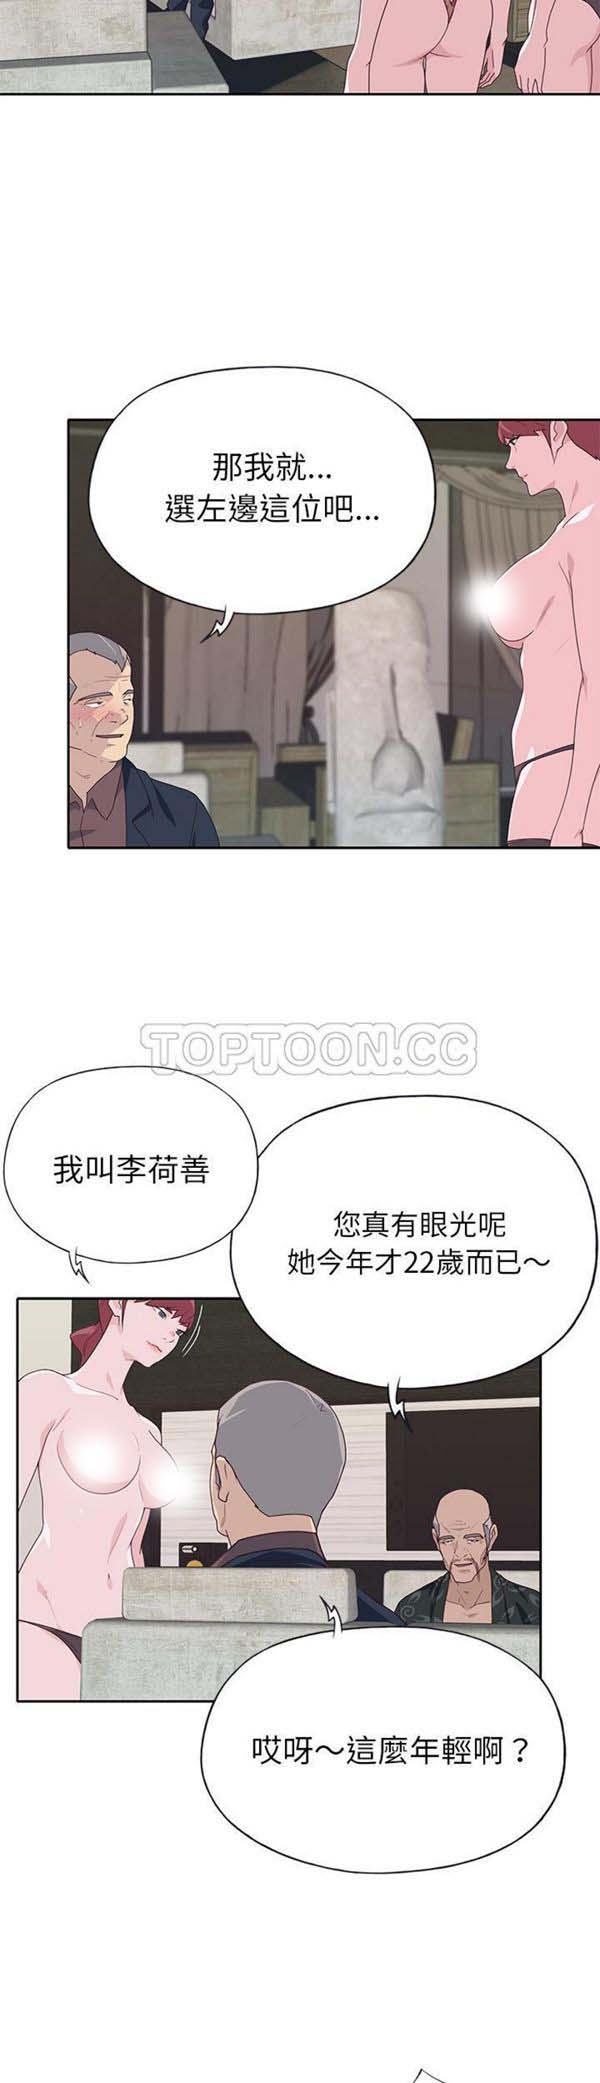 那我就...
選左邊這位吧...
TOPTOON.CC
我叫李荷善
您真有眼光呢
她今年才22歲而已～
哎呀～這麼年輕啊？